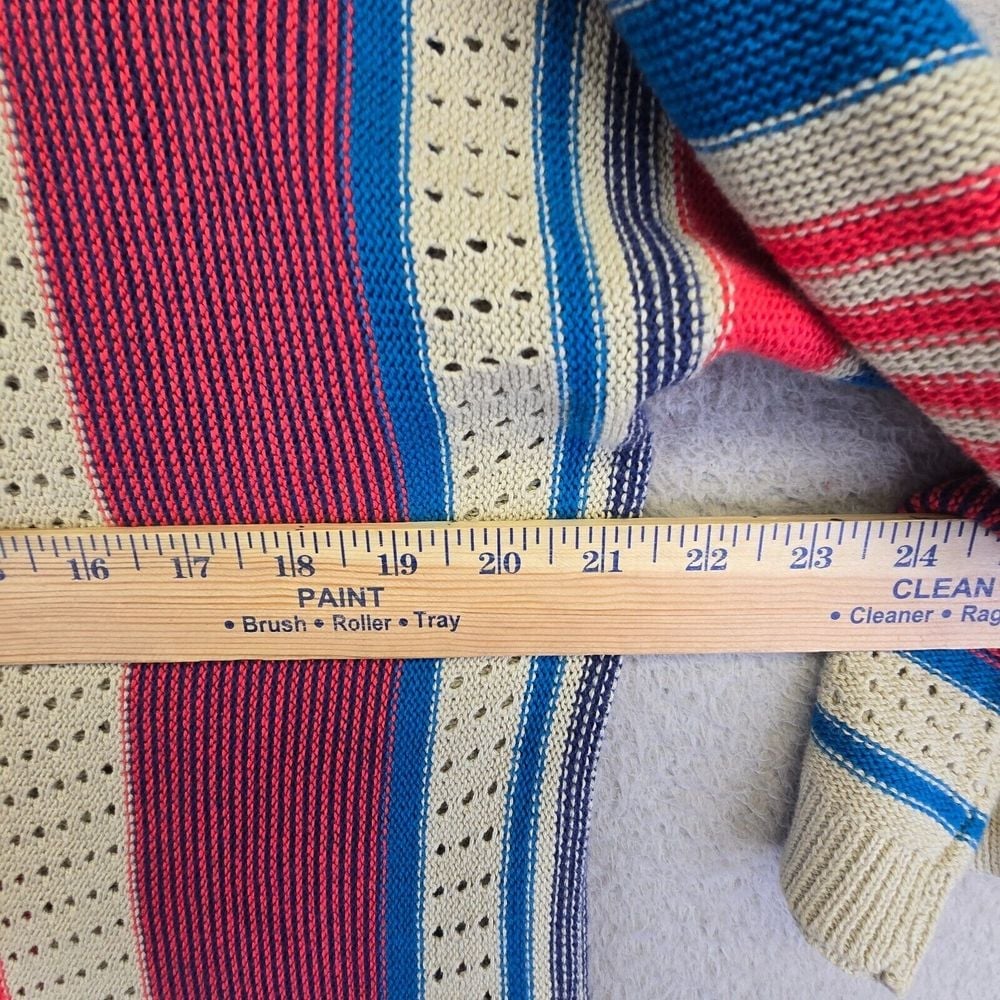 16 17 18 19 20 21 22 23 24
PAINT
• Brush • Roller • Tray
CLEAN
• Cleaner • Rag